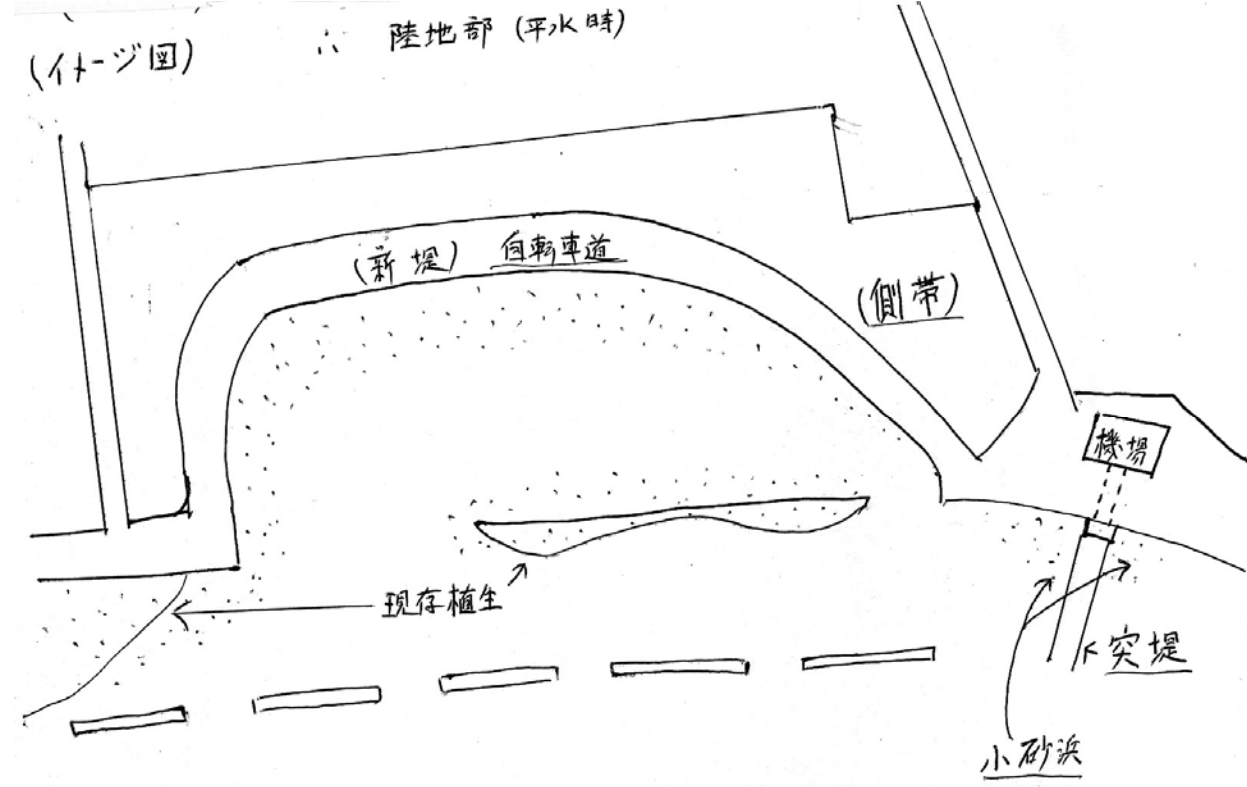 (イメージ図)
∴ 陸地部 (平水時)
(新堤) 自転車道
(側帯)
機場
現存植生
突堤
小砂浜